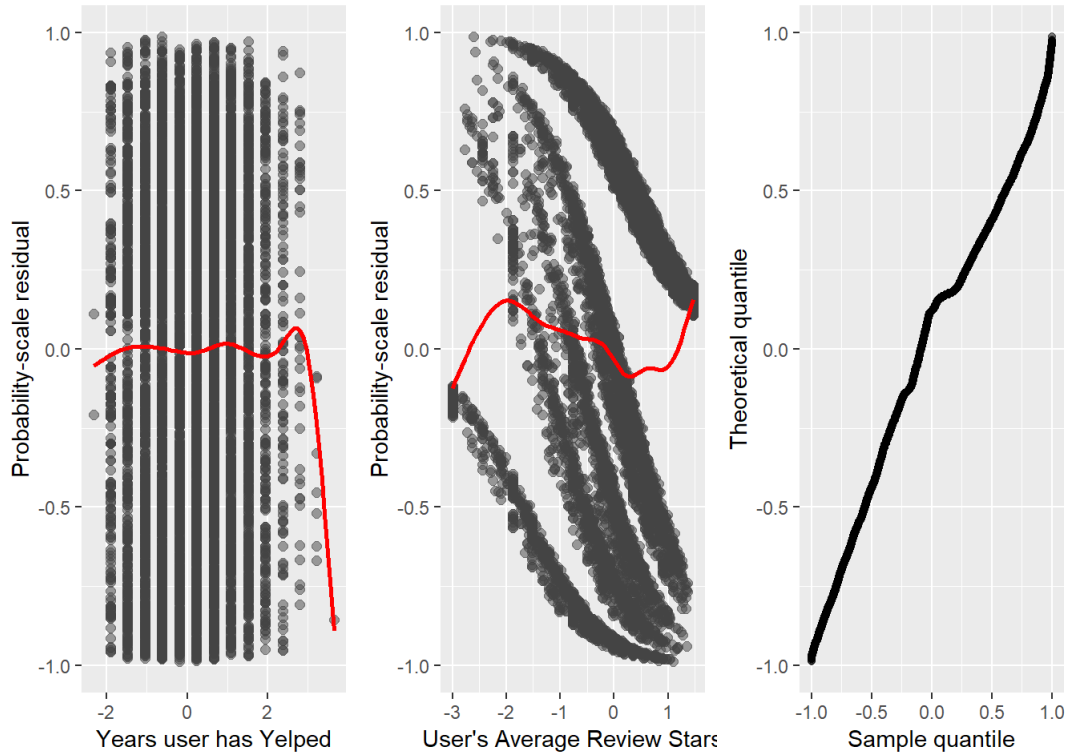 Probability-scale residual
1.0
0.5
0.0
-0.5
-1.0
-2 0 2
Years user has Yelped
Probability-scale residual
1.0
0.5
0.0
-0.5
-1.0
-3 -2 -1 0 1
User's Average Review Stars
Theoretical quantile
1.0
0.5
0.0
-0.5
-1.0
-1.0 -0.5 0.0 0.5 1.0
Sample quantile